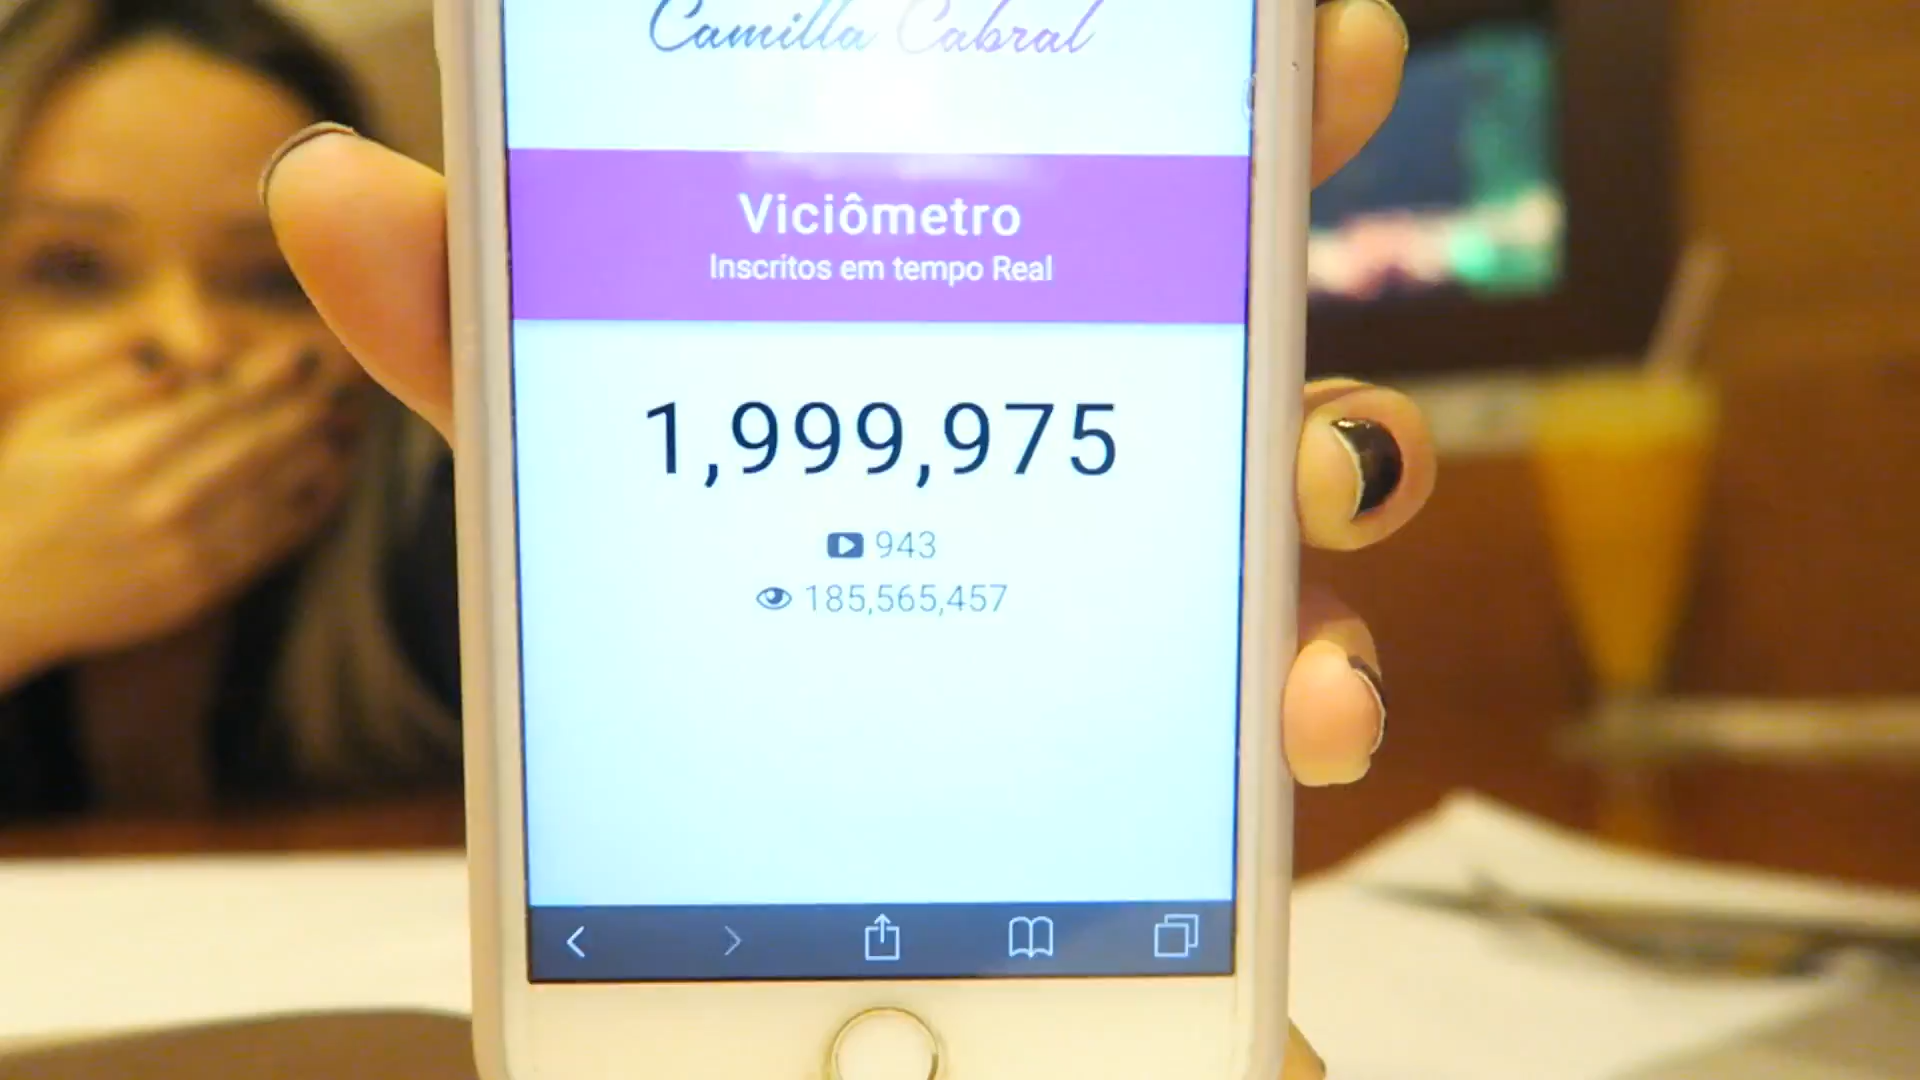 Camilla Cabral
Viciômetro
Inscritos em tempo Real
1,999,975
943
185,565,457